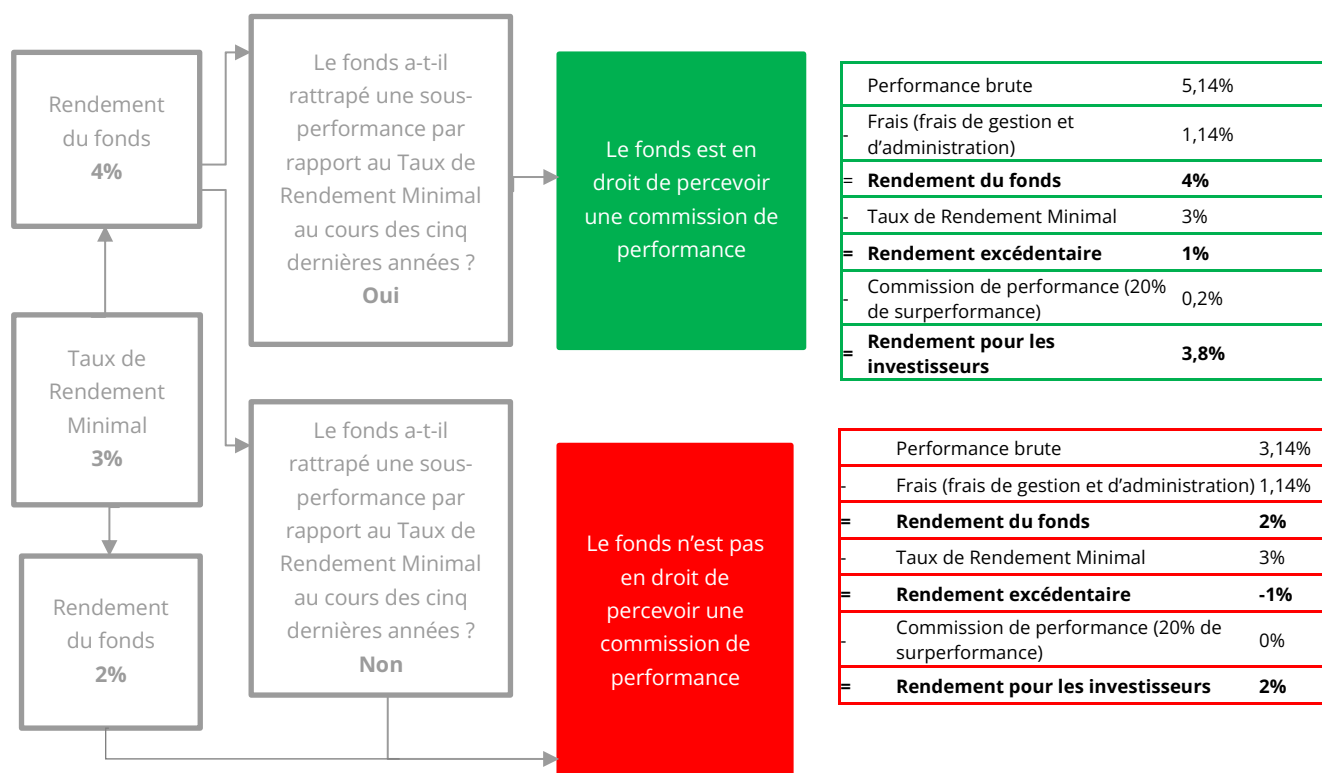 Rendement
du fonds
4%
Taux de
Rendement
Minimal
3%
Rendement
du fonds
2%
Le fonds a-t-il
rattrapé une sous-
performance par
rapport au Taux de
Rendement Minimal
au cours des cinq
dernières années ?
Oui
Le fonds a-t-il
rattrapé une sous-
performance par
rapport au Taux de
Rendement Minimal
au cours des cinq
dernières années ?
Non
Le fonds est en
droit de percevoir
une commission de
performance
Le fonds n’est pas
en droit de
percevoir une
commission de
performance
Performance brute 5,14%
- Frais (frais de gestion et
d’administration) 1,14%
= Rendement du fonds 4%
- Taux de Rendement Minimal 3%
= Rendement excédentaire 1%
- Commission de performance (20%
de surperformance) 0,2%
= Rendement pour les
investisseurs 3,8%
Performance brute 3,14%
- Frais (frais de gestion et d’administration) 1,14%
= Rendement du fonds 2%
- Taux de Rendement Minimal 3%
= Rendement excédentaire -1%
- Commission de performance (20% de
surperformance) 0%
= Rendement pour les investisseurs 2%